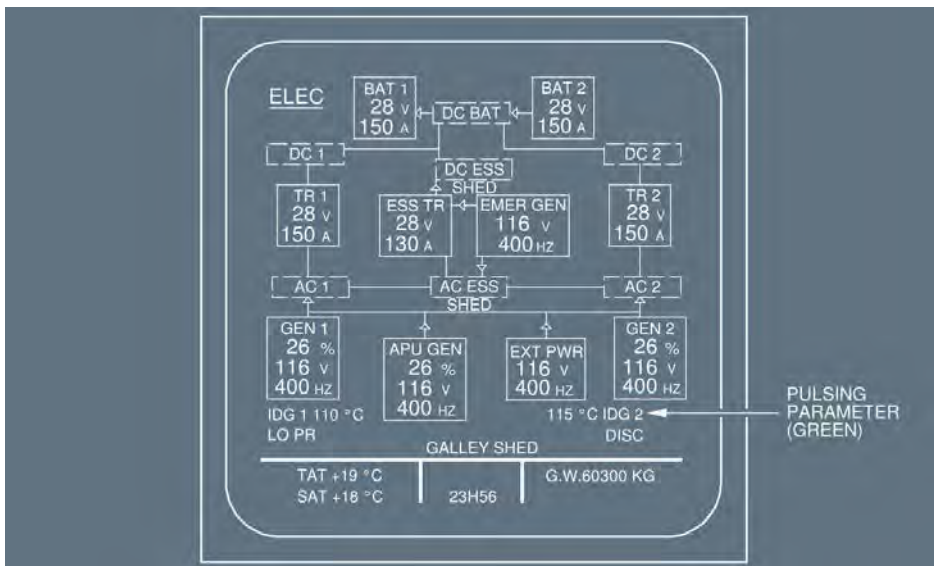 ELEC
BAT 1
28 V
150 A
DC BAT
BAT 2
28 V
150 A
DC 1
DC 2
DC ESS
SHED
TR 1
28 V
150 A
ESS TR
28 V
130 A
EMER GEN
116 V
400 HZ
TR 2
28 V
150 A
AC 1
AC ESS
SHED
AC 2
GEN 1
26 %
116 V
400 HZ
APU GEN
26 %
116 V
400 HZ
EXT PWR
116 V
400 HZ
GEN 2
26 %
116 V
400 HZ
IDG 1 110 °C
LO PR
115 °C IDG 2
DISC
PULSING
PARAMETER
(GREEN)
GALLEY SHED
TAT +19 °C
SAT +18 °C
23H56
G.W.60300 KG